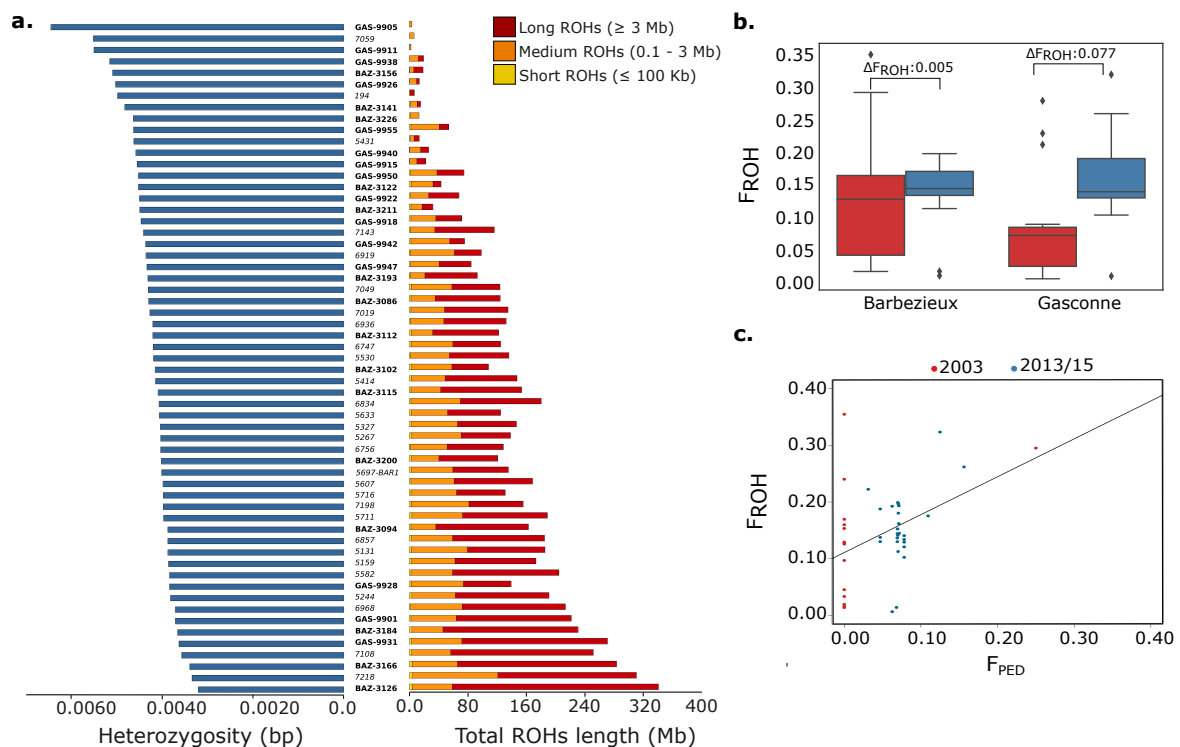 a.
GAS-9905
7059
GAS-9911
GAS-9938
BAZ-3156
GAS-9926
194
BAZ-3141
BAZ-3226
GAS-9955
5431
GAS-9940
GAS-9915
GAS-9950
BAZ-3122
GAS-9922
BAZ-3211
GAS-9918
7143
GAS-9942
6919
GAS-9947
BAZ-3193
7049
BAZ-3086
7019
6936
BAZ-3112
6747
5530
BAZ-3102
5414
BAZ-3115
6834
5633
5327
5267
6756
BAZ-3200
5697-BAR1
5607
5716
7198
5711
BAZ-3094
6857
5131
5159
5582
GAS-9928
5244
6968
GAS-9901
BAZ-3184
GAS-9931
7108
BAZ-3166
7218
BAZ-3126
0.0060 0.0040 0.0020 0.0
Heterozygosity (bp)
Long ROHs (≥ 3 Mb)
Medium ROHs (0.1 - 3 Mb)
Short ROHs (≤ 100 Kb)
0.0 80 160 240 320 400
Total ROHs length (Mb)
b.
0.35
0.30
0.25
0.20
0.15
0.10
0.05
0.00
FROH
ΔFROH:0.005
ΔFROH:0.077
Barbezieux Gasconne
c.
2003 2013/15
0.40
0.30
0.20
0.10
0.00
FROH
0.00 0.10 0.20 0.30 0.40
FPED